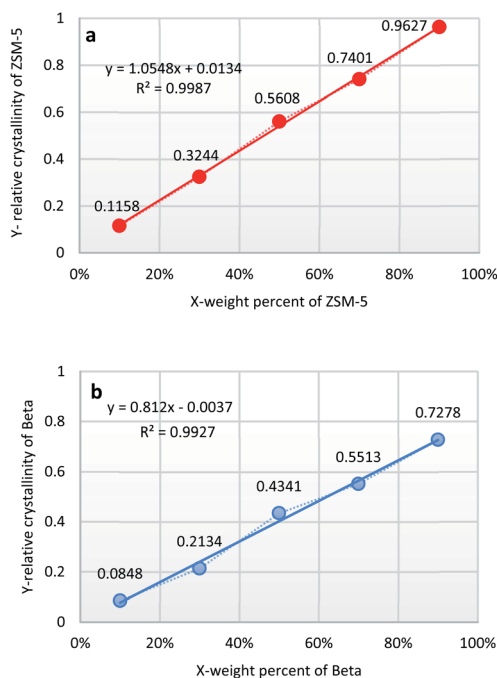 a
y = 1.0548x + 0.0134
R² = 0.9987
0.1158
0.3244
0.5608
0.7401
0.9627
0
0.2
0.4
0.6
0.8
1
0% 20% 40% 60% 80% 100%
Y- relative crystallinity of ZSM-5
X-weight percent of ZSM-5
b
y = 0.812x - 0.0037
R² = 0.9927
0.0848
0.2134
0.4341
0.5513
0.7278
0
0.2
0.4
0.6
0.8
1
0% 20% 40% 60% 80% 100%
Y-relative crystallinity of Beta
X-weight percent of Beta